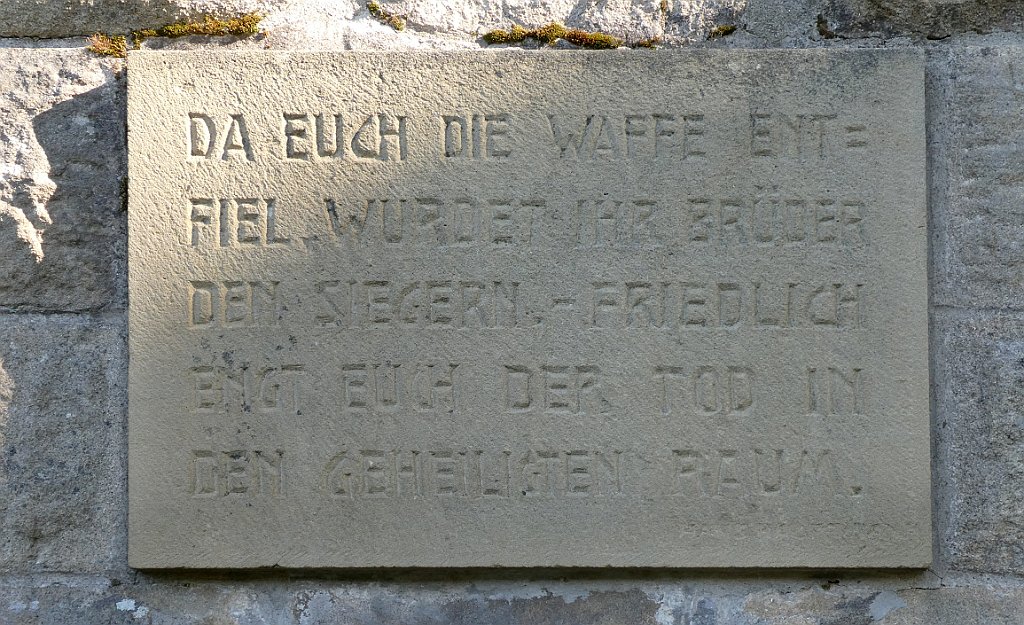 DA EUCH DIE WAFFE ENT=
FIEL, WURDET IHR BRÜDER
DEN SIEGERN. - FRIEDLICH
ENGT EUCH DER TOD IN
DEN GEHEILIGTEN RAUM.